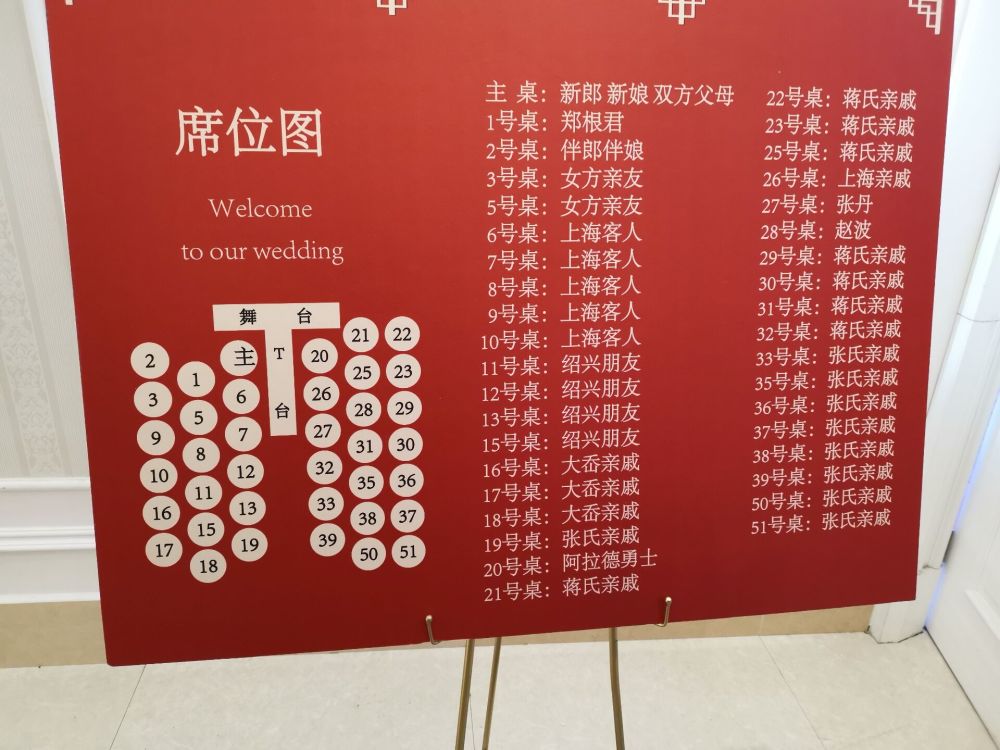 席位图
Welcome
to our wedding
舞 台
T
台
2
3
9
10
16
17
1
5
8
11
15
18
主
6
7
12
13
19
20
26
27
32
33
39
21
25
28
31
35
38
50
22
23
29
30
36
37
51
主 桌：新郎 新娘 双方父母
1号桌：郑根君
2号桌：伴郎伴娘
3号桌：女方亲友
5号桌：女方亲友
6号桌：上海客人
7号桌：上海客人
8号桌：上海客人
9号桌：上海客人
10号桌：上海客人
11号桌：绍兴朋友
12号桌：绍兴朋友
13号桌：绍兴朋友
15号桌：绍兴朋友
16号桌：大岙亲戚
17号桌：大岙亲戚
18号桌：大岙亲戚
19号桌：张氏亲戚
20号桌：阿拉德勇士
21号桌：蒋氏亲戚
22号桌：蒋氏亲戚
23号桌：蒋氏亲戚
25号桌：蒋氏亲戚
26号桌：上海亲戚
27号桌：张丹
28号桌：赵波
29号桌：蒋氏亲戚
30号桌：蒋氏亲戚
31号桌：蒋氏亲戚
32号桌：蒋氏亲戚
33号桌：张氏亲戚
35号桌：张氏亲戚
36号桌：张氏亲戚
37号桌：张氏亲戚
38号桌：张氏亲戚
39号桌：张氏亲戚
50号桌：张氏亲戚
51号桌：张氏亲戚